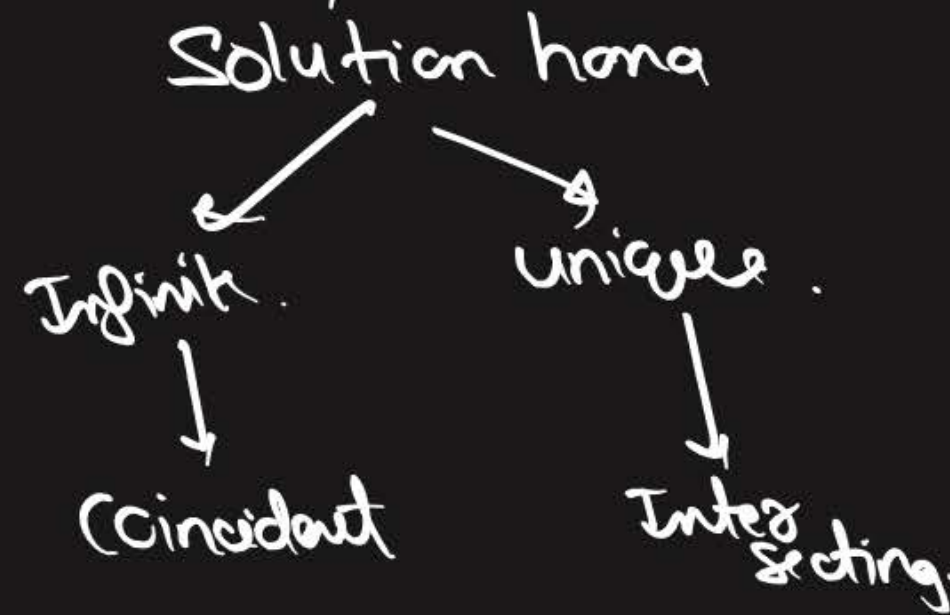 Solution hona
Infinite.
unique.
Coincident
Inter
secting.